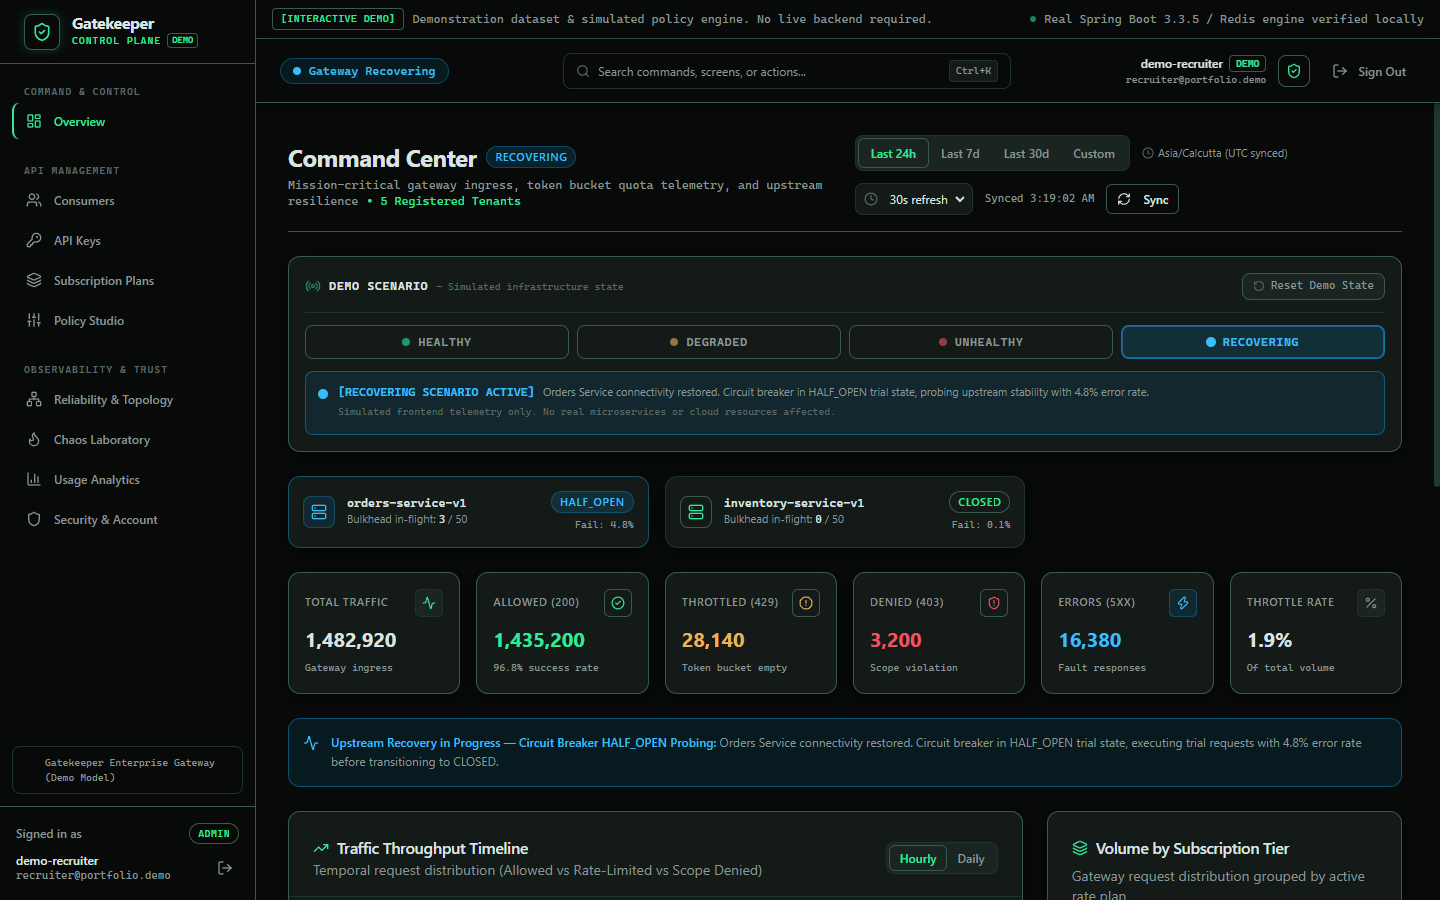 Gatekeeper
CONTROL PLANE DEMO
COMMAND & CONTROL
Overview
API MANAGEMENT
Consumers
API Keys
Subscription Plans
Policy Studio
OBSERVABILITY & TRUST
Reliability & Topology
Chaos Laboratory
Usage Analytics
Security & Account
Gatekeeper Enterprise Gateway
(Demo Model)
Signed in as ADMIN
demo-recruiter
recruiter@portfolio.demo
[INTERACTIVE DEMO] Demonstration dataset & simulated policy engine. No live backend required.
Real Spring Boot 3.3.5 / Redis engine verified locally
Gateway Recovering
Search commands, screens, or actions... Ctrl+K
demo-recruiter DEMO
recruiter@portfolio.demo
Sign Out
Command Center RECOVERING
Mission-critical gateway ingress, token bucket quota telemetry, and upstream
resilience • 5 Registered Tenants
Last 24h Last 7d Last 30d Custom
Asia/Calcutta (UTC synced)
30s refresh
Synced 3:19:02 AM
Sync
DEMO SCENARIO — Simulated infrastructure state
Reset Demo State
HEALTHY
DEGRADED
UNHEALTHY
RECOVERING
[RECOVERING SCENARIO ACTIVE] Orders Service connectivity restored. Circuit breaker in HALF_OPEN trial state, probing upstream stability with 4.8% error rate.
Simulated frontend telemetry only. No real microservices or cloud resources affected.
orders-service-v1
Bulkhead in-flight: 3 / 50
HALF_OPEN
Fail: 4.8%
inventory-service-v1
Bulkhead in-flight: 0 / 50
CLOSED
Fail: 0.1%
TOTAL TRAFFIC
1,482,920
Gateway ingress
ALLOWED (200)
1,435,200
96.8% success rate
THROTTLED (429)
28,140
Token bucket empty
DENIED (403)
3,200
Scope violation
ERRORS (5XX)
16,380
Fault responses
THROTTLE RATE
1.9%
Of total volume
Upstream Recovery in Progress — Circuit Breaker HALF_OPEN Probing: Orders Service connectivity restored. Circuit breaker in HALF_OPEN trial state, executing trial requests with 4.8% error rate
before transitioning to CLOSED.
Traffic Throughput Timeline
Temporal request distribution (Allowed vs Rate-Limited vs Scope Denied)
Hourly Daily
Volume by Subscription Tier
Gateway request distribution grouped by active
rate plan